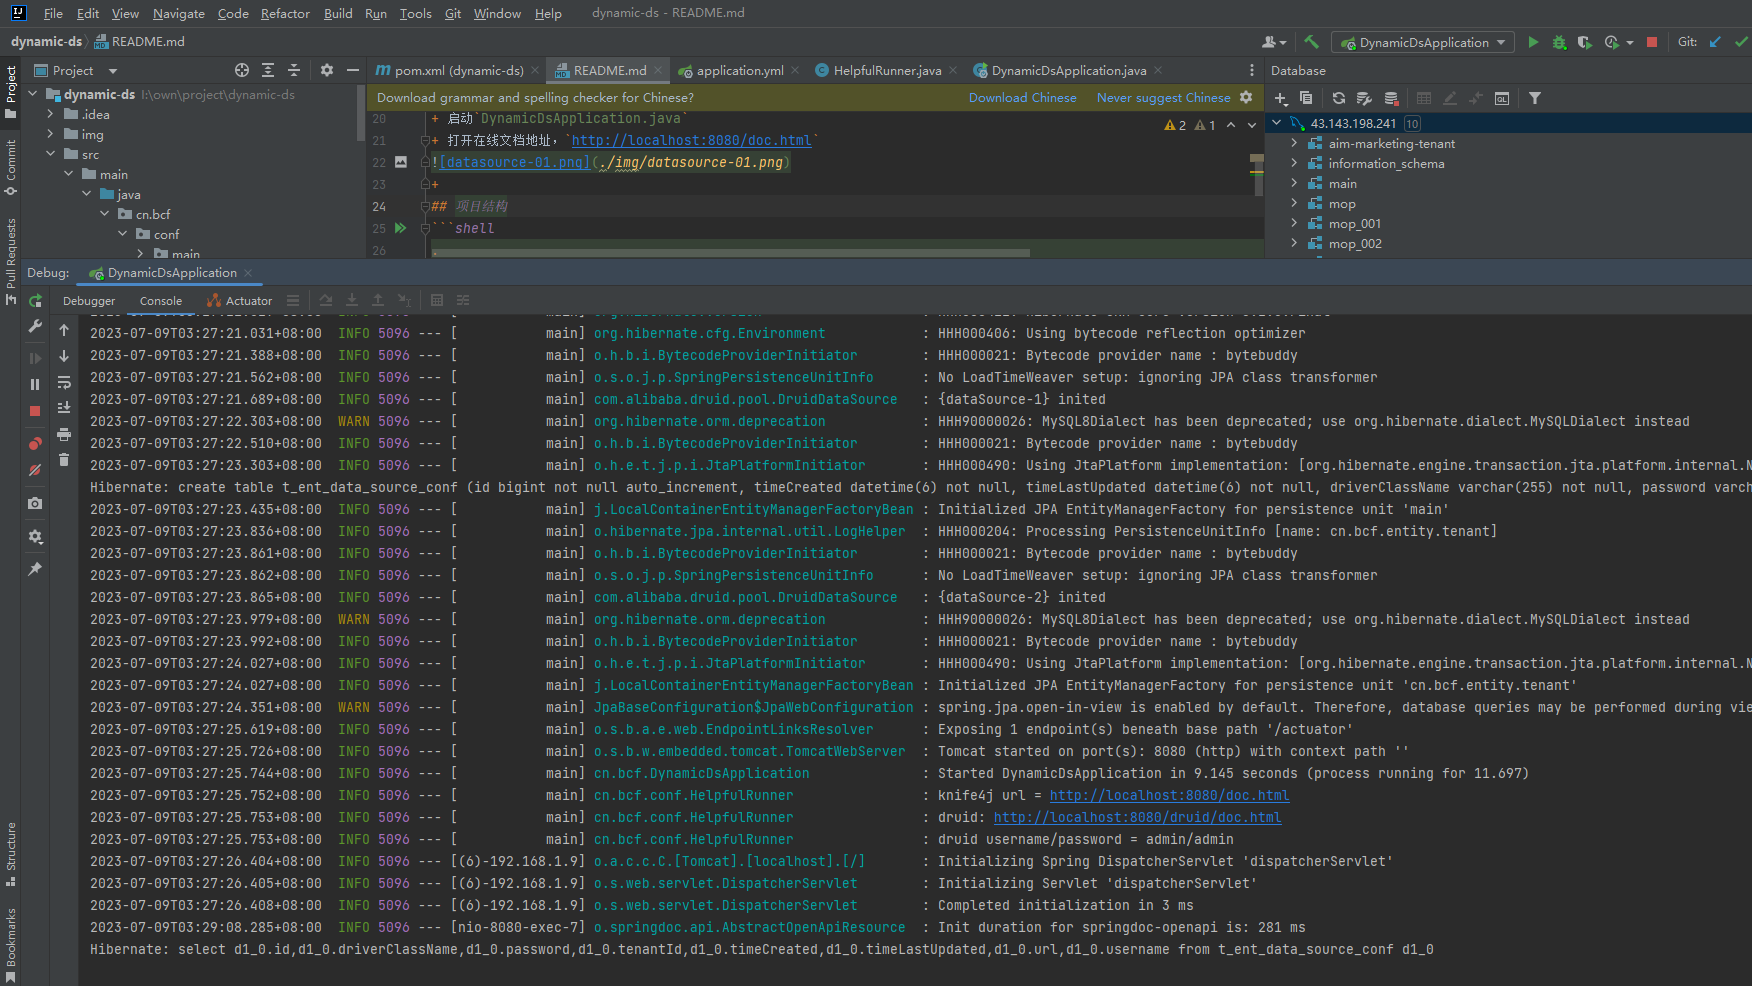 File Edit View Navigate Code Refactor Build Run Tools Git Window Help dynamic-ds - README.md
dynamic-ds README.md
DynamicDsApplication Git:
Project
pom.xml (dynamic-ds) README.md application.yml HelpfulRunner.java DynamicDsApplication.java
Database
dynamic-ds I:\own\project\dynamic-ds
.idea
img
src
main
java
cn.bcf
conf
main
Download grammar and spelling checker for Chinese? Download Chinese Never suggest Chinese
20 + 启动`DynamicDsApplication.java`
21 + 打开在线文档地址，`http://localhost:8080/doc.html`
22 ![datasource-01.png](./img/datasource-01.png)
23 +
24 ## 项目结构
25 ```shell
26 .
2 1
43.143.198.241 10
aim-marketing-tenant
information_schema
main
mop
mop_001
mop_002
Project
Commit
Pull Requests
Structure
Bookmarks
Debug: DynamicDsApplication
Debugger Console Actuator
2023-07-09T03:27:21.031+08:00 INFO 5096 --- [ main] org.hibernate.cfg.Environment : HHH000406: Using bytecode reflection optimizer
2023-07-09T03:27:21.388+08:00 INFO 5096 --- [ main] o.h.b.i.BytecodeProviderInitiator : HHH000021: Bytecode provider name : bytebuddy
2023-07-09T03:27:21.562+08:00 INFO 5096 --- [ main] o.s.o.j.p.SpringPersistenceUnitInfo : No LoadTimeWeaver setup: ignoring JPA class transformer
2023-07-09T03:27:21.689+08:00 INFO 5096 --- [ main] com.alibaba.druid.pool.DruidDataSource : {dataSource-1} inited
2023-07-09T03:27:22.303+08:00 WARN 5096 --- [ main] org.hibernate.orm.deprecation : HHH90000026: MySQL8Dialect has been deprecated; use org.hibernate.dialect.MySQLDialect instead
2023-07-09T03:27:22.510+08:00 INFO 5096 --- [ main] o.h.b.i.BytecodeProviderInitiator : HHH000021: Bytecode provider name : bytebuddy
2023-07-09T03:27:23.303+08:00 INFO 5096 --- [ main] o.h.e.t.j.p.i.JtaPlatformInitiator : HHH000490: Using JtaPlatform implementation: [org.hibernate.engine.transaction.jta.platform.internal.N
Hibernate: create table t_ent_data_source_conf (id bigint not null auto_increment, timeCreated datetime(6) not null, timeLastUpdated datetime(6) not null, driverClassName varchar(255) not null, password varch
2023-07-09T03:27:23.435+08:00 INFO 5096 --- [ main] j.LocalContainerEntityManagerFactoryBean : Initialized JPA EntityManagerFactory for persistence unit 'main'
2023-07-09T03:27:23.836+08:00 INFO 5096 --- [ main] o.hibernate.jpa.internal.util.LogHelper : HHH000204: Processing PersistenceUnitInfo [name: cn.bcf.entity.tenant]
2023-07-09T03:27:23.861+08:00 INFO 5096 --- [ main] o.h.b.i.BytecodeProviderInitiator : HHH000021: Bytecode provider name : bytebuddy
2023-07-09T03:27:23.862+08:00 INFO 5096 --- [ main] o.s.o.j.p.SpringPersistenceUnitInfo : No LoadTimeWeaver setup: ignoring JPA class transformer
2023-07-09T03:27:23.865+08:00 INFO 5096 --- [ main] com.alibaba.druid.pool.DruidDataSource : {dataSource-2} inited
2023-07-09T03:27:23.979+08:00 WARN 5096 --- [ main] org.hibernate.orm.deprecation : HHH90000026: MySQL8Dialect has been deprecated; use org.hibernate.dialect.MySQLDialect instead
2023-07-09T03:27:23.992+08:00 INFO 5096 --- [ main] o.h.b.i.BytecodeProviderInitiator : HHH000021: Bytecode provider name : bytebuddy
2023-07-09T03:27:24.027+08:00 INFO 5096 --- [ main] o.h.e.t.j.p.i.JtaPlatformInitiator : HHH000490: Using JtaPlatform implementation: [org.hibernate.engine.transaction.jta.platform.internal.N
2023-07-09T03:27:24.027+08:00 INFO 5096 --- [ main] j.LocalContainerEntityManagerFactoryBean : Initialized JPA EntityManagerFactory for persistence unit 'cn.bcf.entity.tenant'
2023-07-09T03:27:24.351+08:00 WARN 5096 --- [ main] JpaBaseConfiguration$JpaWebConfiguration : spring.jpa.open-in-view is enabled by default. Therefore, database queries may be performed during vie
2023-07-09T03:27:25.619+08:00 INFO 5096 --- [ main] o.s.b.a.e.web.EndpointLinksResolver : Exposing 1 endpoint(s) beneath base path '/actuator'
2023-07-09T03:27:25.726+08:00 INFO 5096 --- [ main] o.s.b.w.embedded.tomcat.TomcatWebServer : Tomcat started on port(s): 8080 (http) with context path ''
2023-07-09T03:27:25.744+08:00 INFO 5096 --- [ main] cn.bcf.DynamicDsApplication : Started DynamicDsApplication in 9.145 seconds (process running for 11.697)
2023-07-09T03:27:25.752+08:00 INFO 5096 --- [ main] cn.bcf.conf.HelpfulRunner : knife4j url = http://localhost:8080/doc.html
2023-07-09T03:27:25.753+08:00 INFO 5096 --- [ main] cn.bcf.conf.HelpfulRunner : druid: http://localhost:8080/druid/doc.html
2023-07-09T03:27:25.753+08:00 INFO 5096 --- [ main] cn.bcf.conf.HelpfulRunner : druid username/password = admin/admin
2023-07-09T03:27:26.404+08:00 INFO 5096 --- [(6)-192.168.1.9] o.a.c.c.C.[Tomcat].[localhost].[/] : Initializing Spring DispatcherServlet 'dispatcherServlet'
2023-07-09T03:27:26.405+08:00 INFO 5096 --- [(6)-192.168.1.9] o.s.web.servlet.DispatcherServlet : Initializing Servlet 'dispatcherServlet'
2023-07-09T03:27:26.408+08:00 INFO 5096 --- [(6)-192.168.1.9] o.s.web.servlet.DispatcherServlet : Completed initialization in 3 ms
2023-07-09T03:29:08.285+08:00 INFO 5096 --- [nio-8080-exec-7] o.springdoc.api.AbstractOpenApiResource : Init duration for springdoc-openapi is: 281 ms
Hibernate: select d1_0.id,d1_0.driverClassName,d1_0.password,d1_0.tenantId,d1_0.timeCreated,d1_0.timeLastUpdated,d1_0.url,d1_0.username from t_ent_data_source_conf d1_0